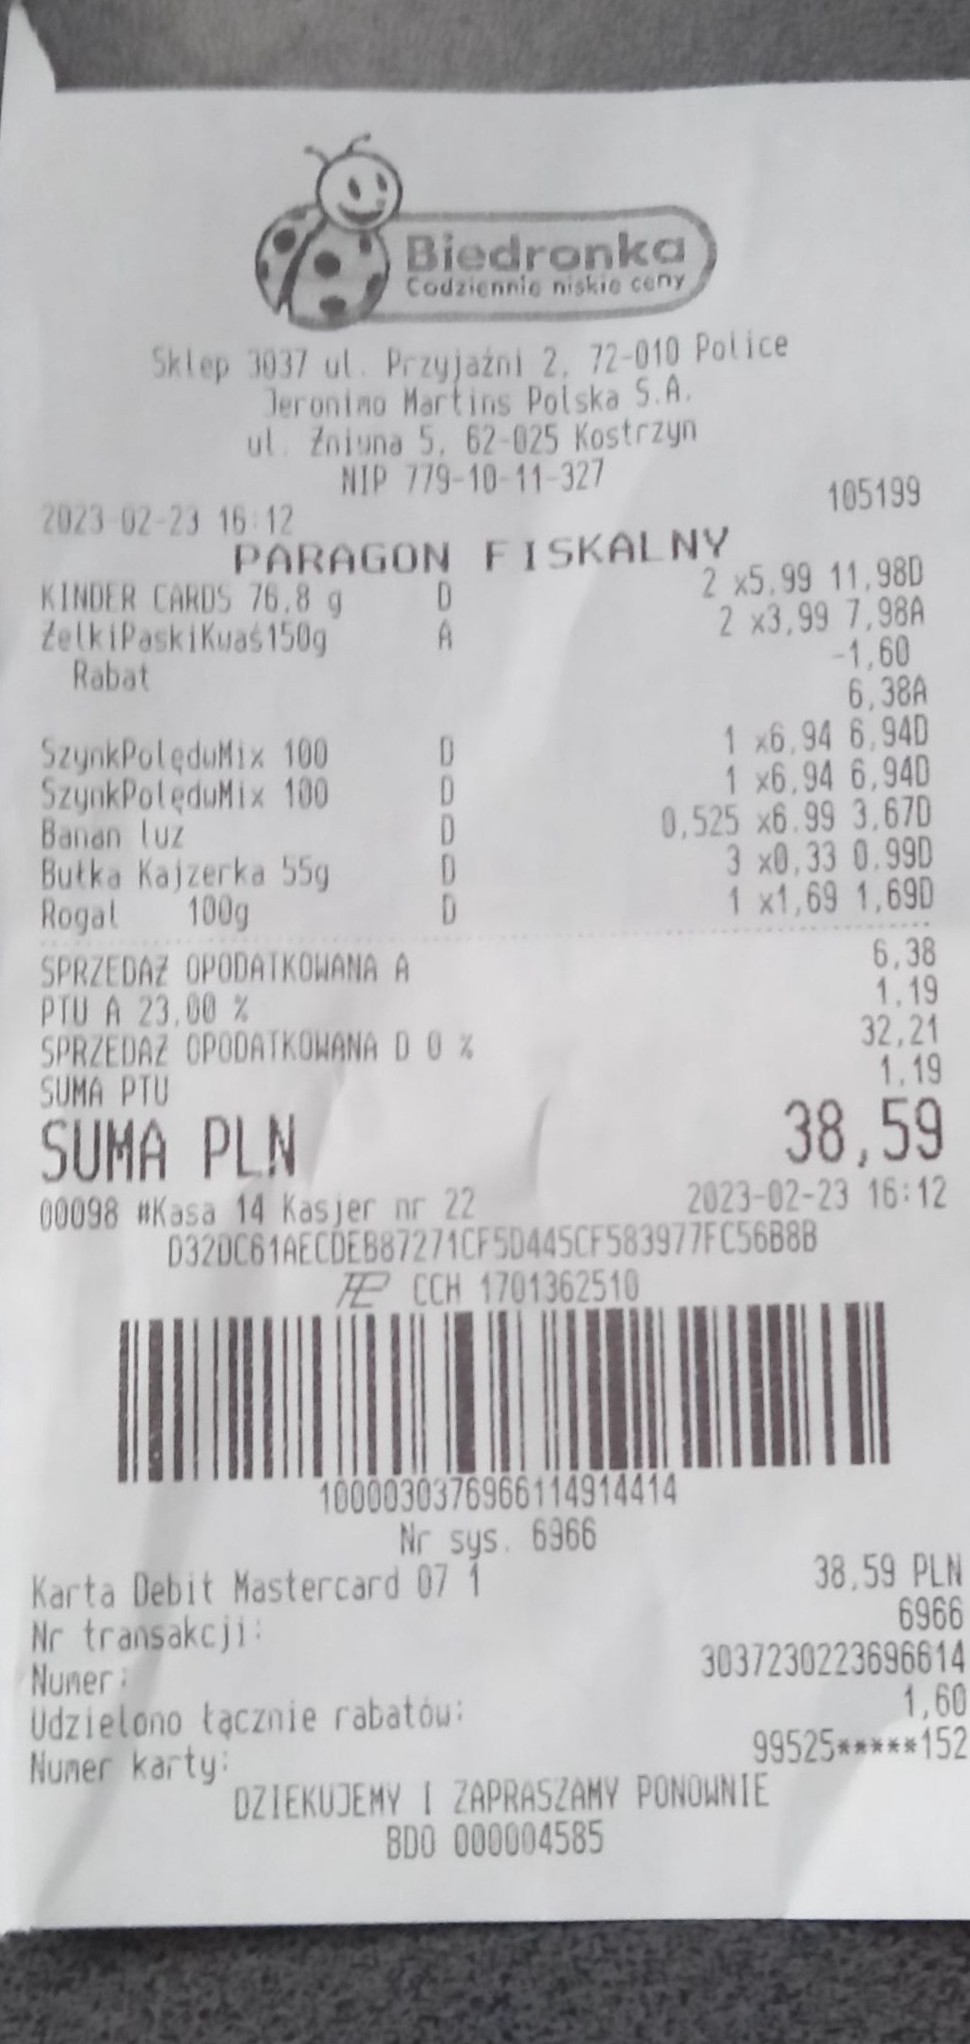 Biedronka
Codziennie niskie ceny
Sklep 3037 ul. Przyjaźni 2, 72-010 Police
Jeronimo Martins Polska S.A.
ul. Żniwna 5, 62-025 Kostrzyn
NIP 779-10-11-327
2023-02-23 16:12 105199
PARAGON FISKALNY
KINDER CARDS 76,8 g D 2 x5,99 11,98D
ŻelkiPaskiKwaś150g A 2 x3,99 7,98A
Rabat -1,60
6,38A
SzynkPolędwMix 100 D 1 x6,94 6,94D
SzynkPolędwMix 100 D 1 x6,94 6,94D
Banan luz D 0,525 x6.99 3,67D
Bułka Kajzerka 55g D 3 x0,33 0.99D
Rogal 100g D 1 x1,69 1,69D
SPRZEDAŻ OPODATKOWANA A 6,38
PTU A 23,00 % 1,19
SPRZEDAŻ OPODATKOWANA D 0 % 32,21
SUMA PTU 1,19
SUMA PLN 38,59
00098 #Kasa 14 Kasjer nr 22 2023-02-23 16:12
D32DC61AECDEB87271CF5D445CF583977FC56B8B
CCH 1701362510
1000030376966114914414
Nr sys. 6966
Karta Debit Mastercard 07 1 38,59 PLN
Nr transakcji: 6966
Numer: 3037230223696614
Udzielono łącznie rabatów: 1,60
Numer karty: 99525*****152
DZIEKUJEMY I ZAPRASZAMY PONOWNIE
BDO 000004585